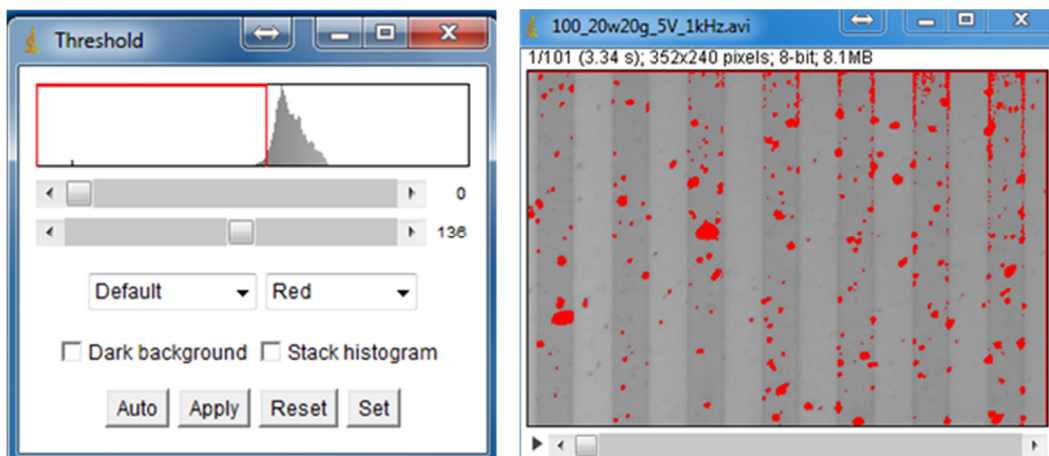 Threshold
0
136
Default Red
Dark background Stack histogram
Auto Apply Reset Set
100_20w20g_5V_1kHz.avi
1/101 (3.34 s); 352x240 pixels; 8-bit; 8.1MB